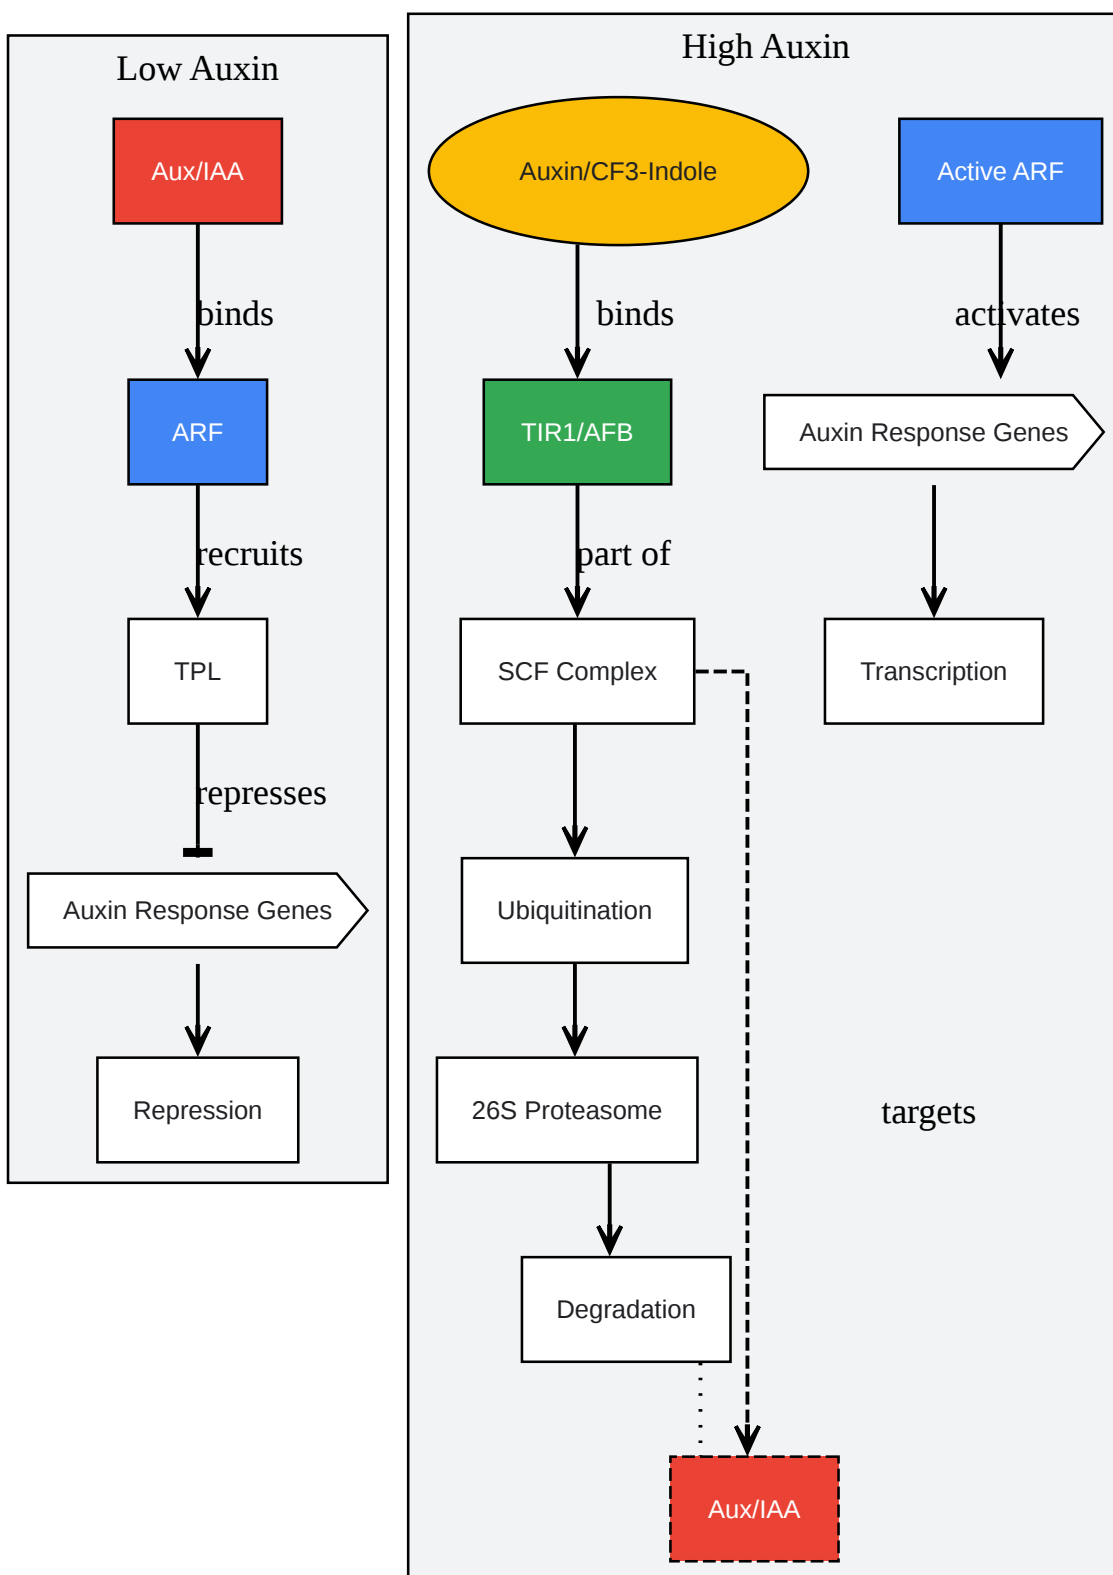 Low Auxin
Aux/IAA
binds
ARF
recruits
TPL
represses
Auxin Response Genes
Repression
High Auxin
Auxin/CF3-Indole
binds
TIR1/AFB
part of
SCF Complex
Ubiquitination
26S Proteasome
Degradation
targets
Aux/IAA
Active ARF
activates
Auxin Response Genes
Transcription